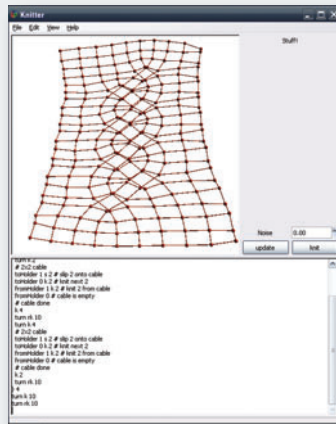 Knitter
File Edit View Help
Stuff!
Noise 0.00
update knit
turn k 2
# 2x2 cable
toHolder 1 s 2 # slip 2 onto cable
toHolder 0 k 2 # knit next 2
fromHolder 1 k 2 # knit 2 from cable
fromHolder 0 # cable is empty
# cable done
k 4
turn rk 10
turn k 4
# 2x2 cable
toHolder 1 s 2 # slip 2 onto cable
toHolder 0 k 2 # knit next 2
fromHolder 1 k 2 # knit 2 from cable
fromHolder 0 # cable is empty
# cable done
k 2
turn rk 10
} 4
turn k 10
turn rk 10